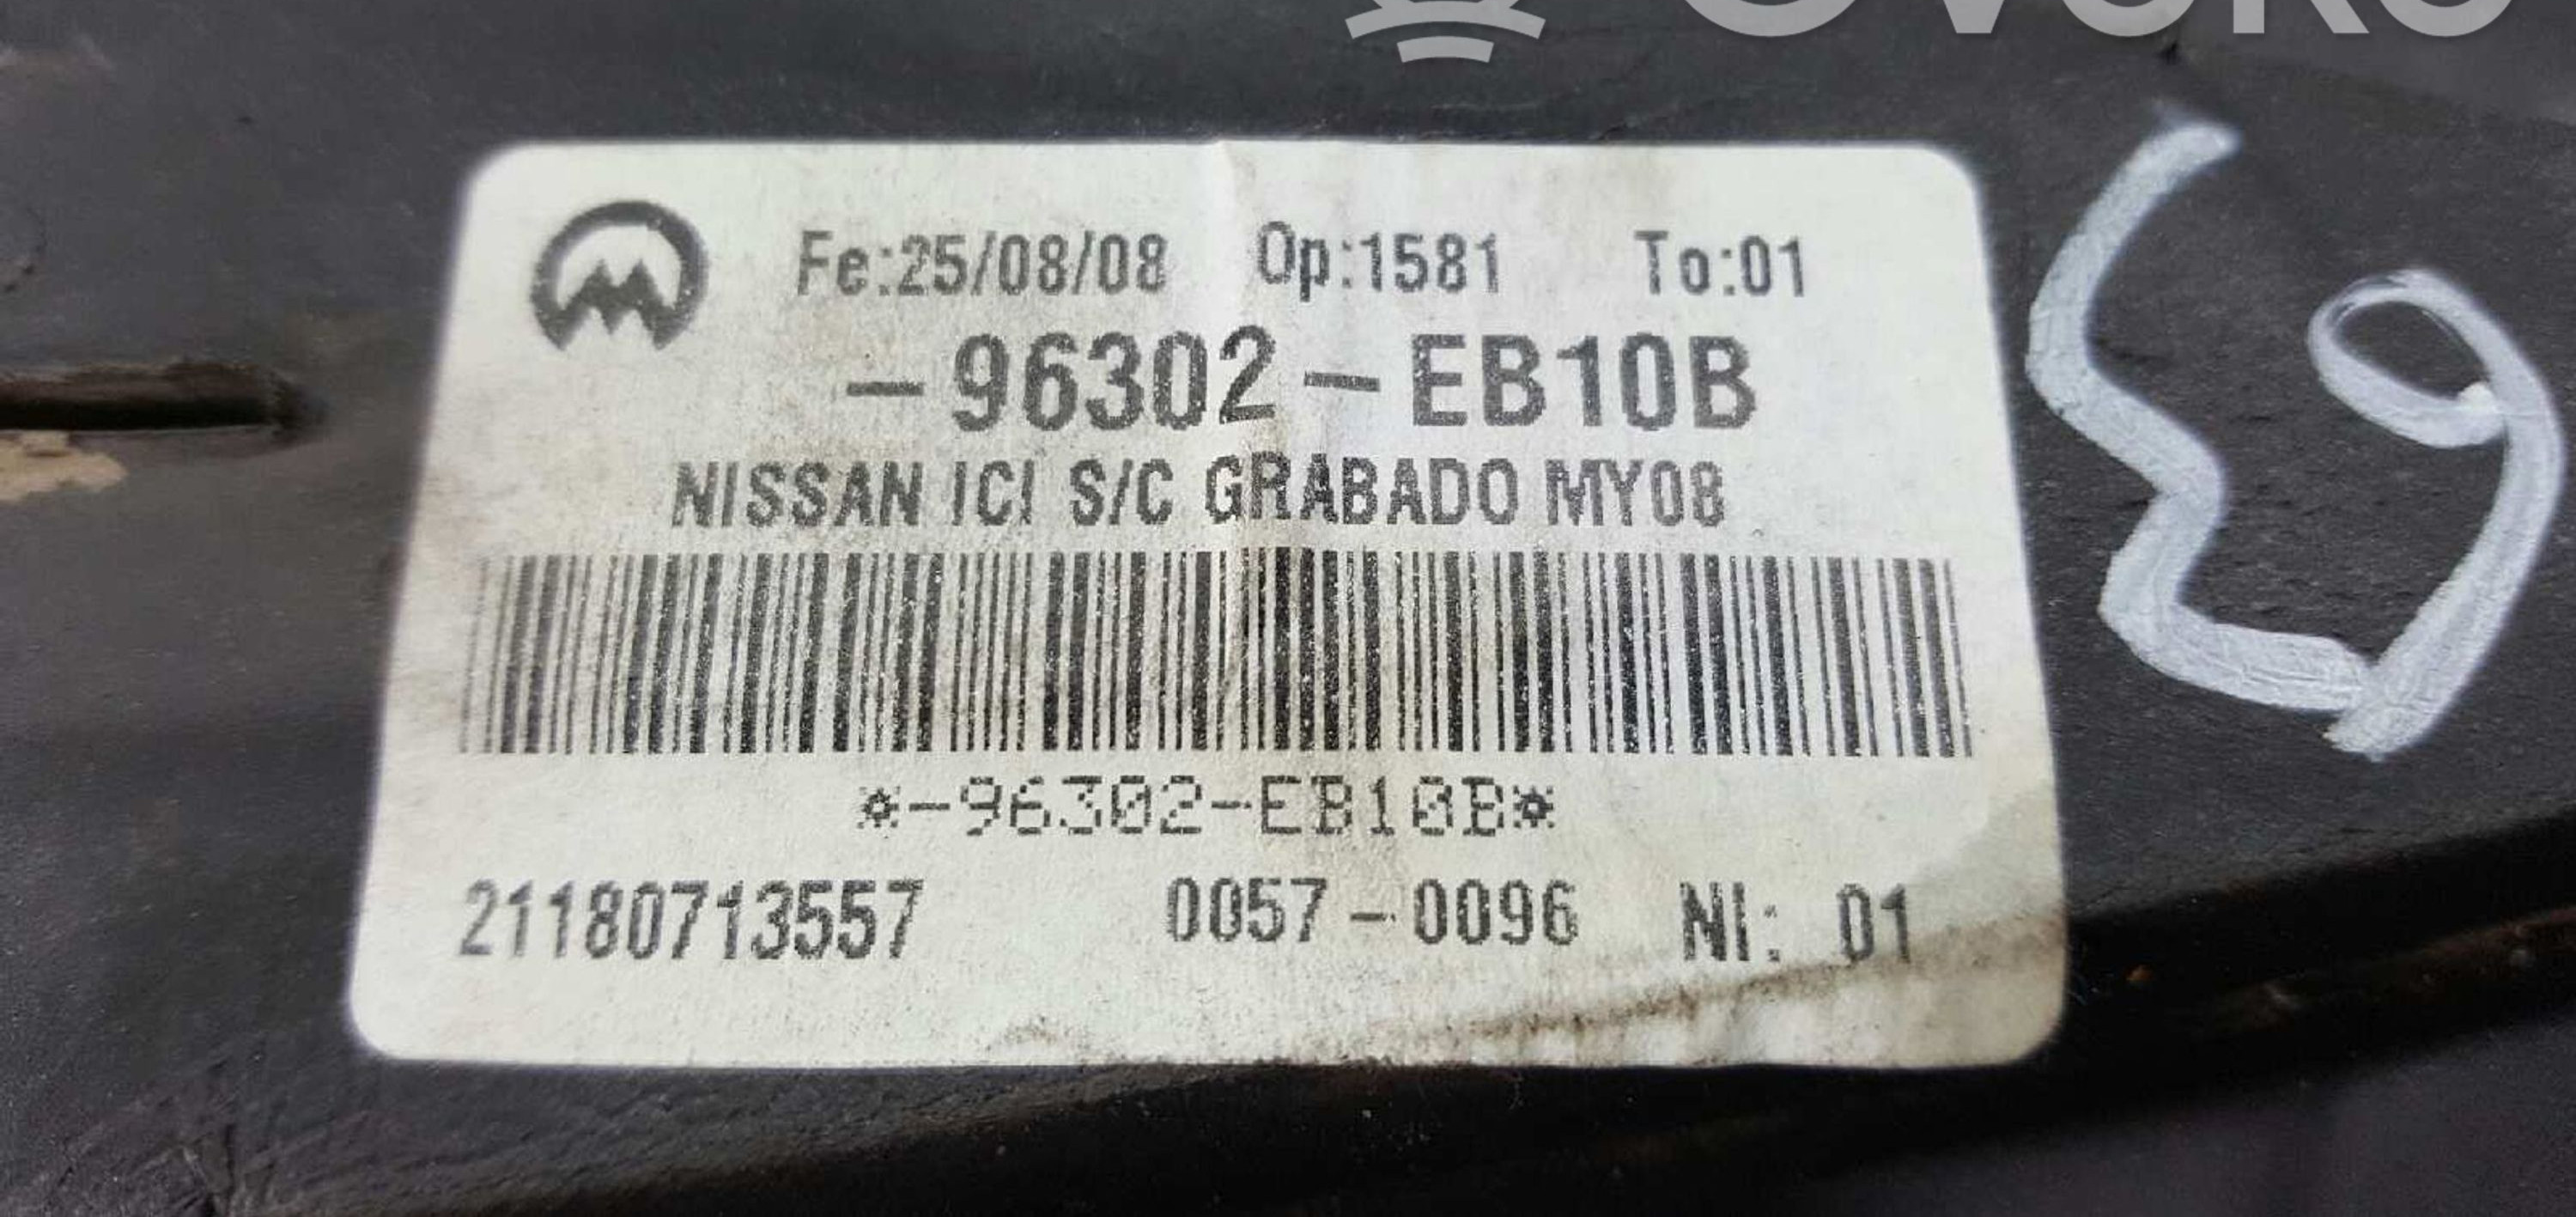 OVOKO
Fe:25/08/08 Op:1581 To:01
-96302-EB10B
NISSAN ICI S/C GRABADO MY08
*-96302-EB10B*
21180713557 0057-0096 NI: 01